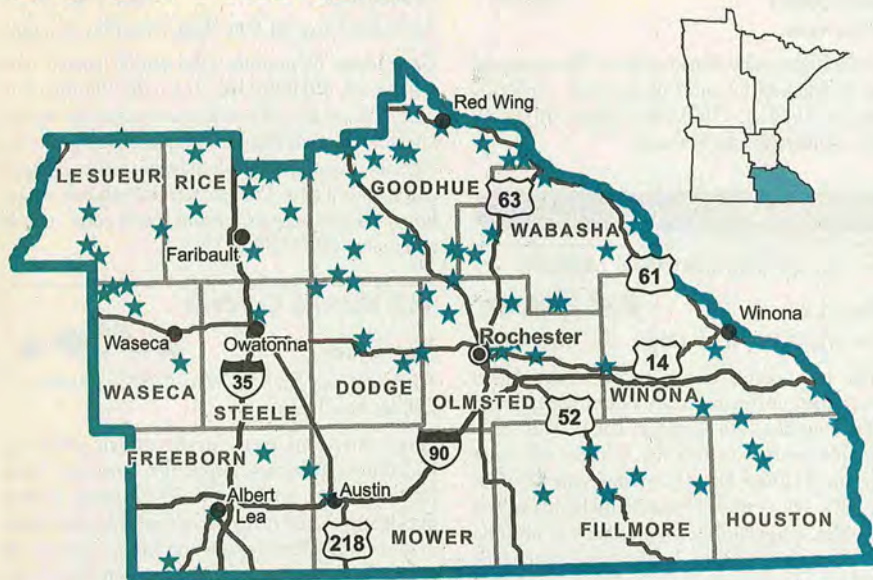 Red Wing
LE SUEUR
RICE
GOODHUE
63
WABASHA
Faribault
61
Winona
Waseca
Owatonna
Rochester
14
35
WASECA
STEELE
DODGE
OLMSTED
WINONA
52
FREEBORN
90
Albert
Lea
Austin
218
MOWER
FILLMORE
HOUSTON